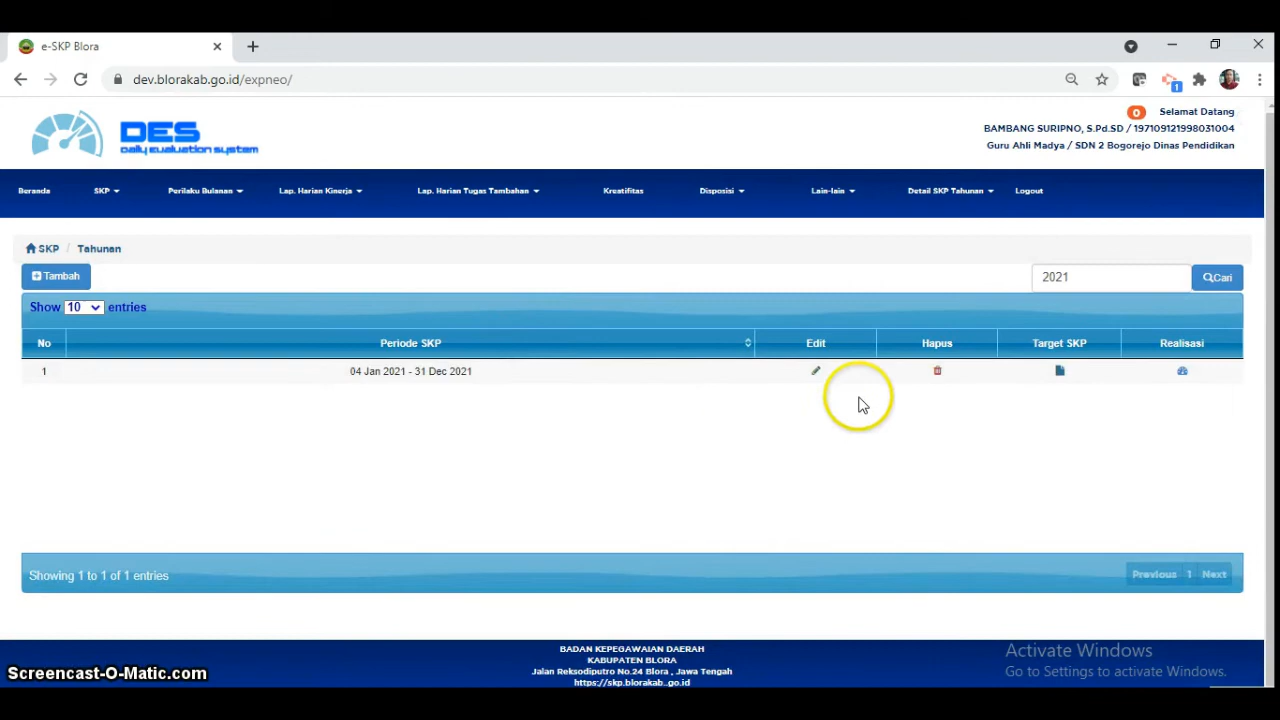 e-SKP Blora
dev.blorakab.go.id/expneo/
1
DES
Daily evaluation system
0 Selamat Datang
BAMBANG SURIPNO, S.Pd.SD / 197109121998031004
Guru Ahli Madya / SDN 2 Bogorejo Dinas Pendidikan
Beranda SKP Perilaku Bulanan Lap. Harian Kinerja Lap. Harian Tugas Tambahan Kreatifitas Disposisi Lain-lain Detail SKP Tahunan Logout
SKP / Tahunan
Tambah 2021 Cari
Show 10 entries
No Periode SKP Edit Hapus Target SKP Realisasi
1 04 Jan 2021 - 31 Dec 2021
Showing 1 to 1 of 1 entries Previous 1 Next
BADAN KEPEGAWAIAN DAERAH
KABUPATEN BLORA
Jalan Reksodiputro No.24 Blora , Jawa Tengah
https://skp.blorakab.go.id
Activate Windows
Go to Settings to activate Windows.
Screencast-O-Matic.com